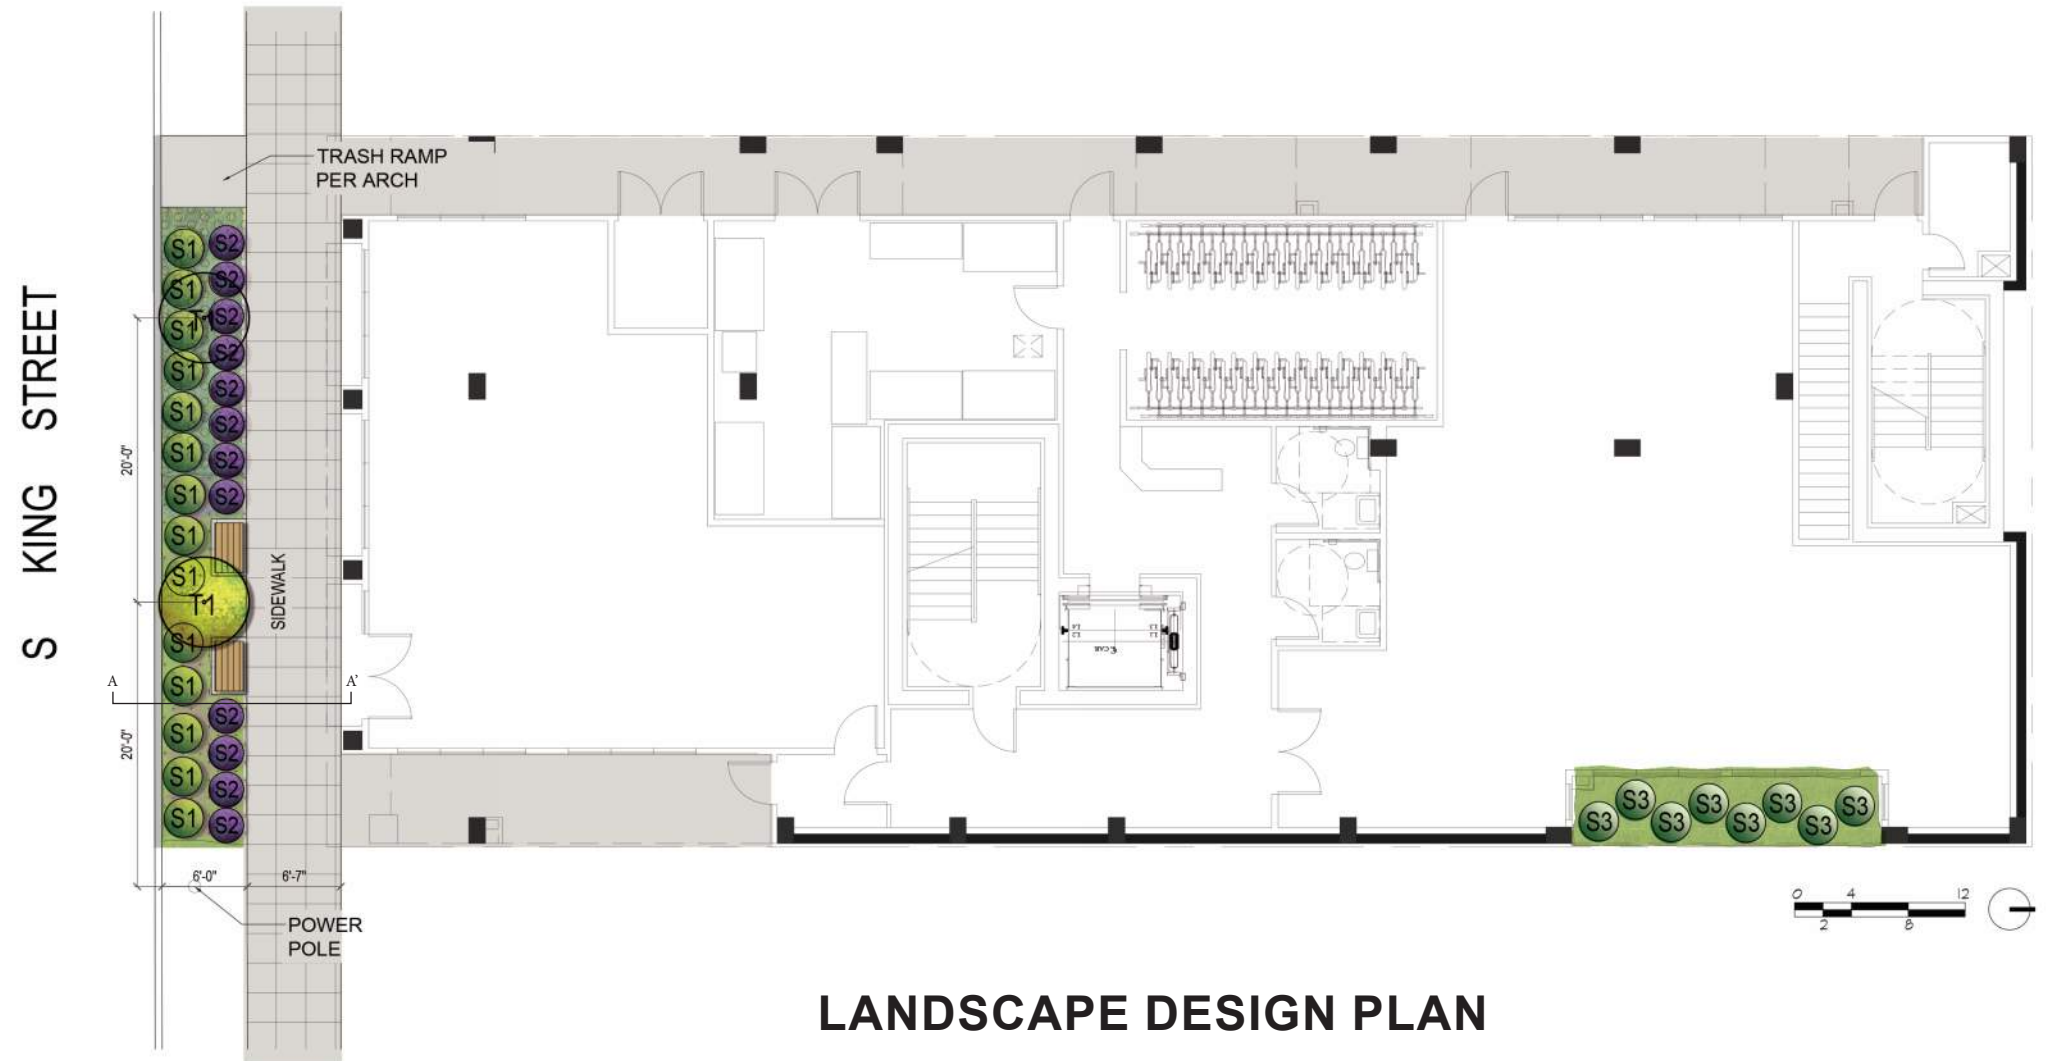 S KING STREET
TRASH RAMP
PER ARCH
S1
S1
S1
S1
S1
S1
S1
S1
S1
S1
S1
S1
S1
S1
S2
S2
S2
S2
S2
S2
S2
S2
S2
S2
S2
S2
T1
T1
20'-0"
20'-0"
SIDEWALK
A
A'
6'-0"
6'-7"
POWER
POLE
CAB
S3
S3
S3
S3
S3
S3
S3
S3
0 4 12
2 8
LANDSCAPE DESIGN PLAN